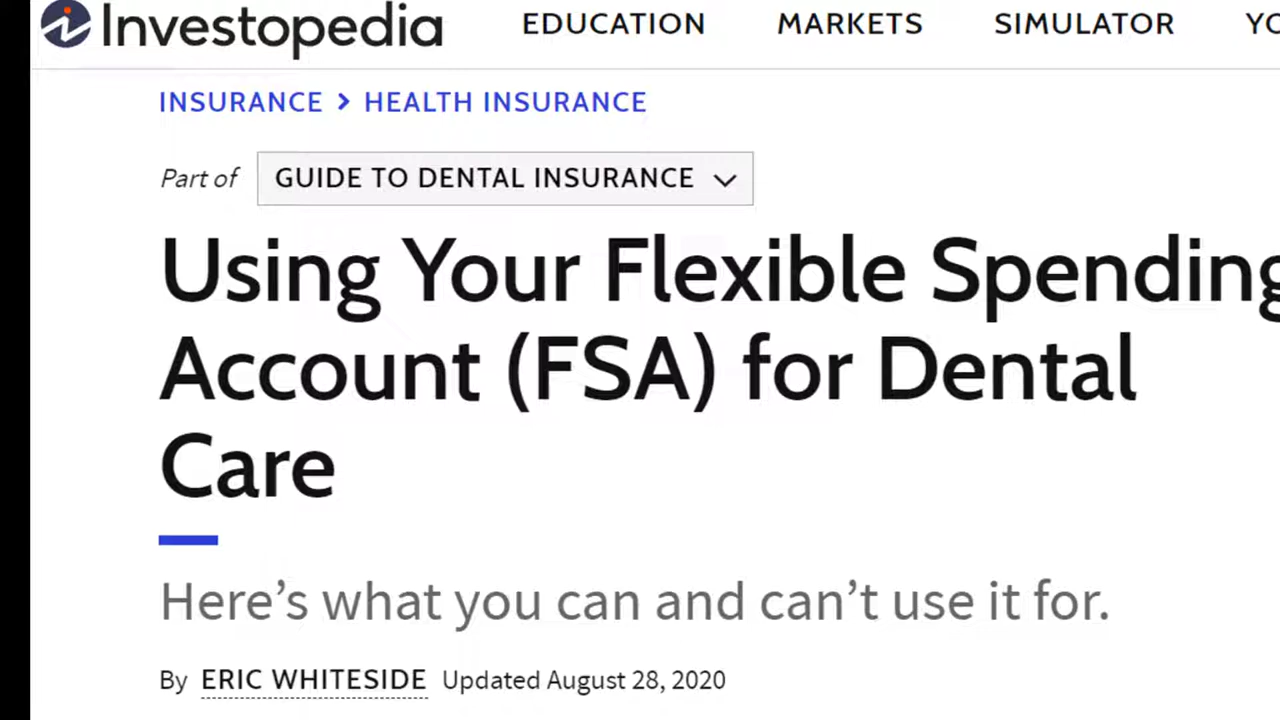 Investopedia EDUCATION MARKETS SIMULATOR
INSURANCE > HEALTH INSURANCE
Part of GUIDE TO DENTAL INSURANCE
Using Your Flexible Spending
Account (FSA) for Dental
Care
Here’s what you can and can’t use it for.
By ERIC WHITESIDE Updated August 28, 2020